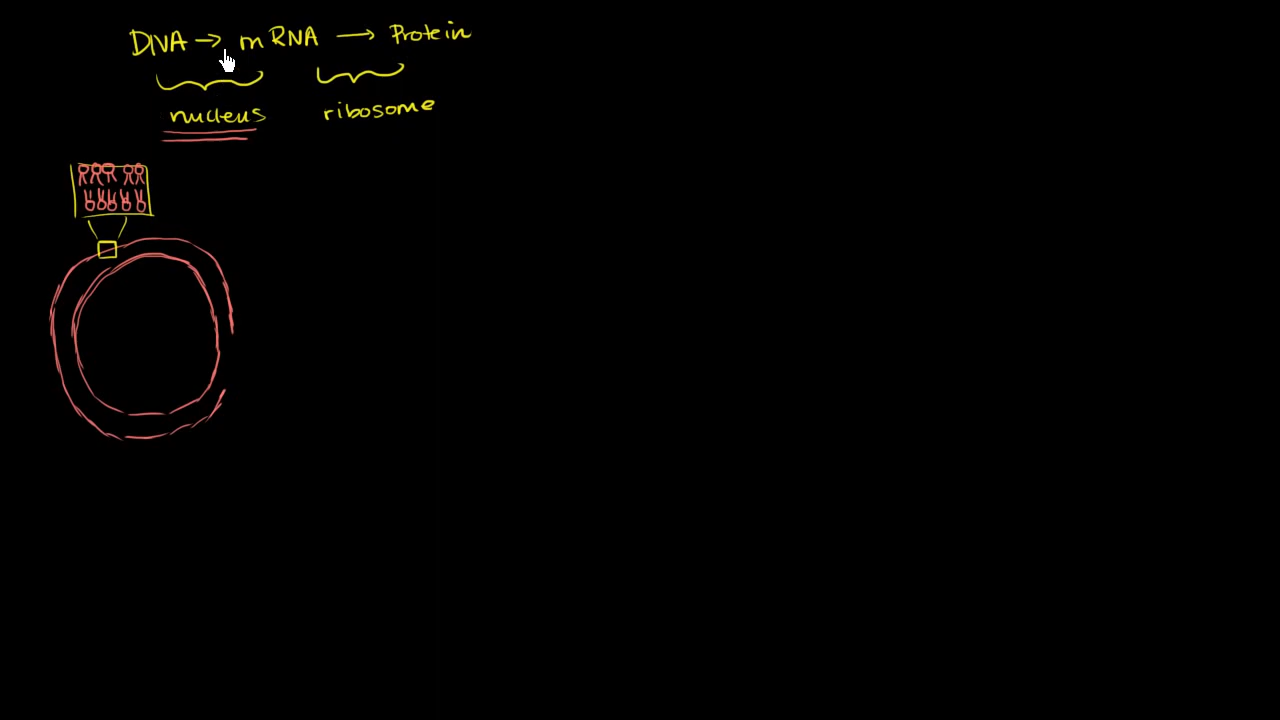 DNA → mRNA → Protein
nucleus ribosome